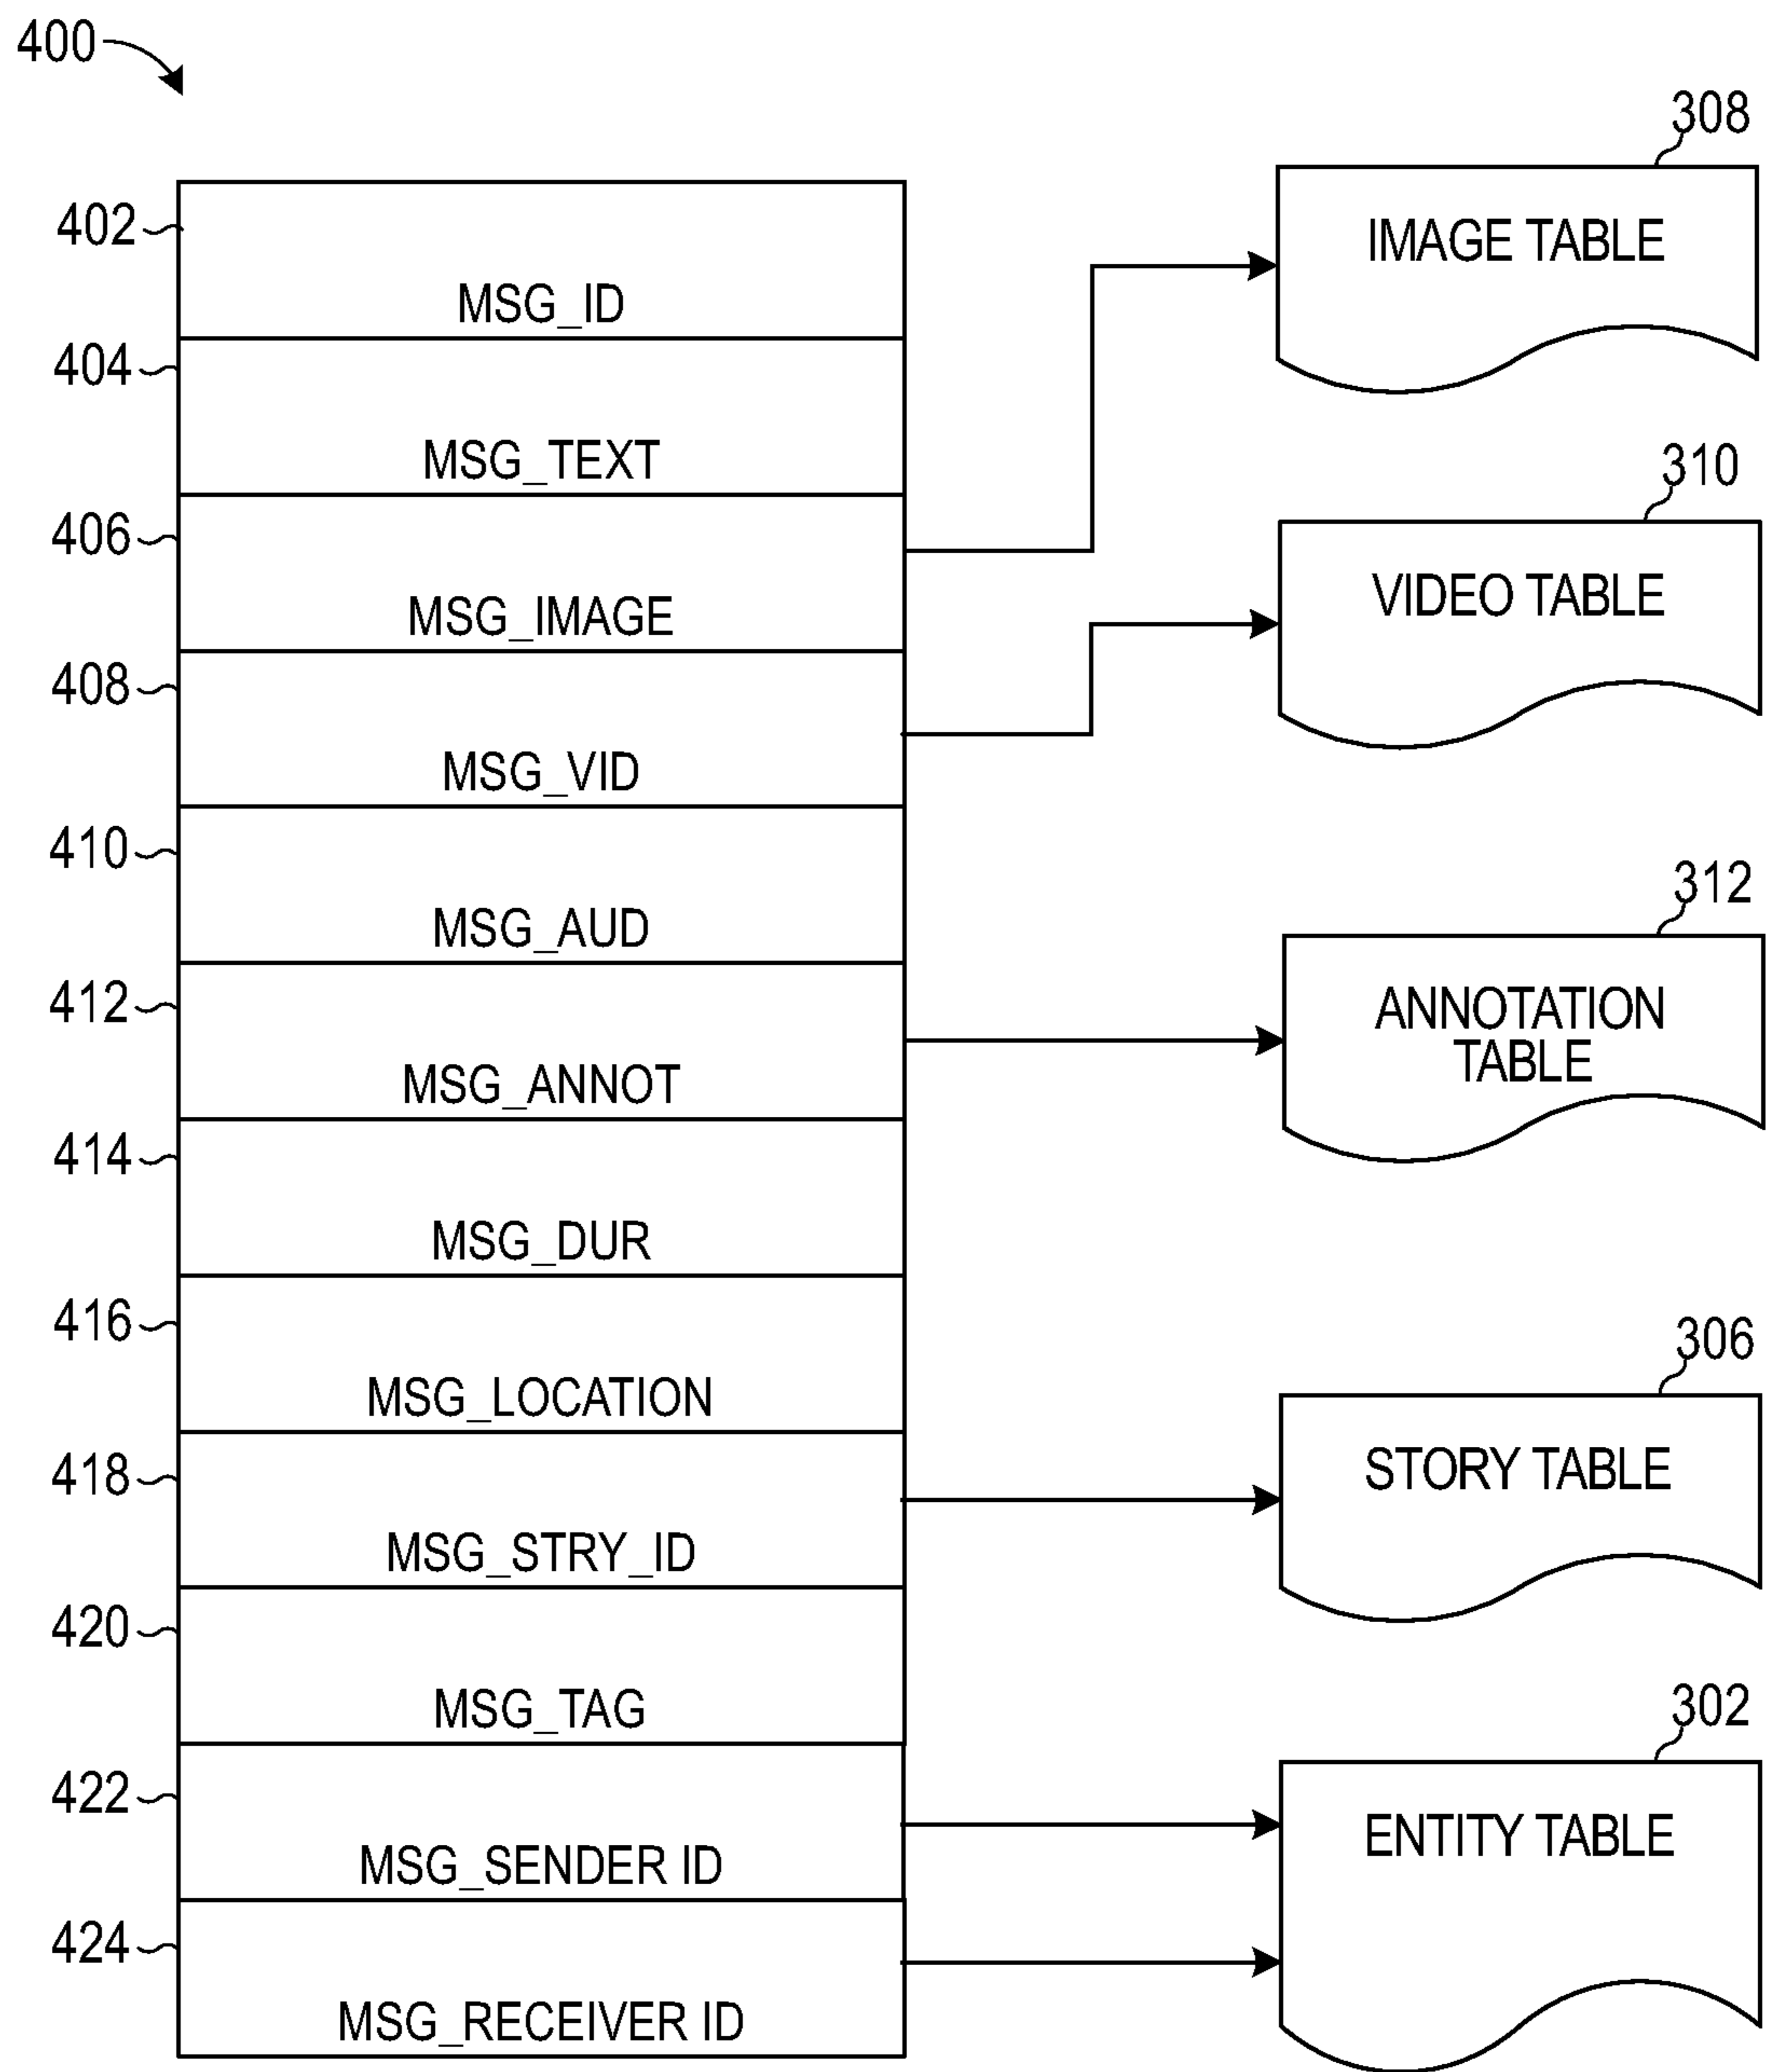 400
402
MSG_ID
404
MSG_TEXT
406
MSG_IMAGE
408
MSG_VID
410
MSG_AUD
412
MSG_ANNOT
414
MSG_DUR
416
MSG_LOCATION
418
MSG_STRY_ID
420
MSG_TAG
422
MSG_SENDER ID
424
MSG_RECEIVER ID
308
IMAGE TABLE
310
VIDEO TABLE
312
ANNOTATION
TABLE
306
STORY TABLE
302
ENTITY TABLE